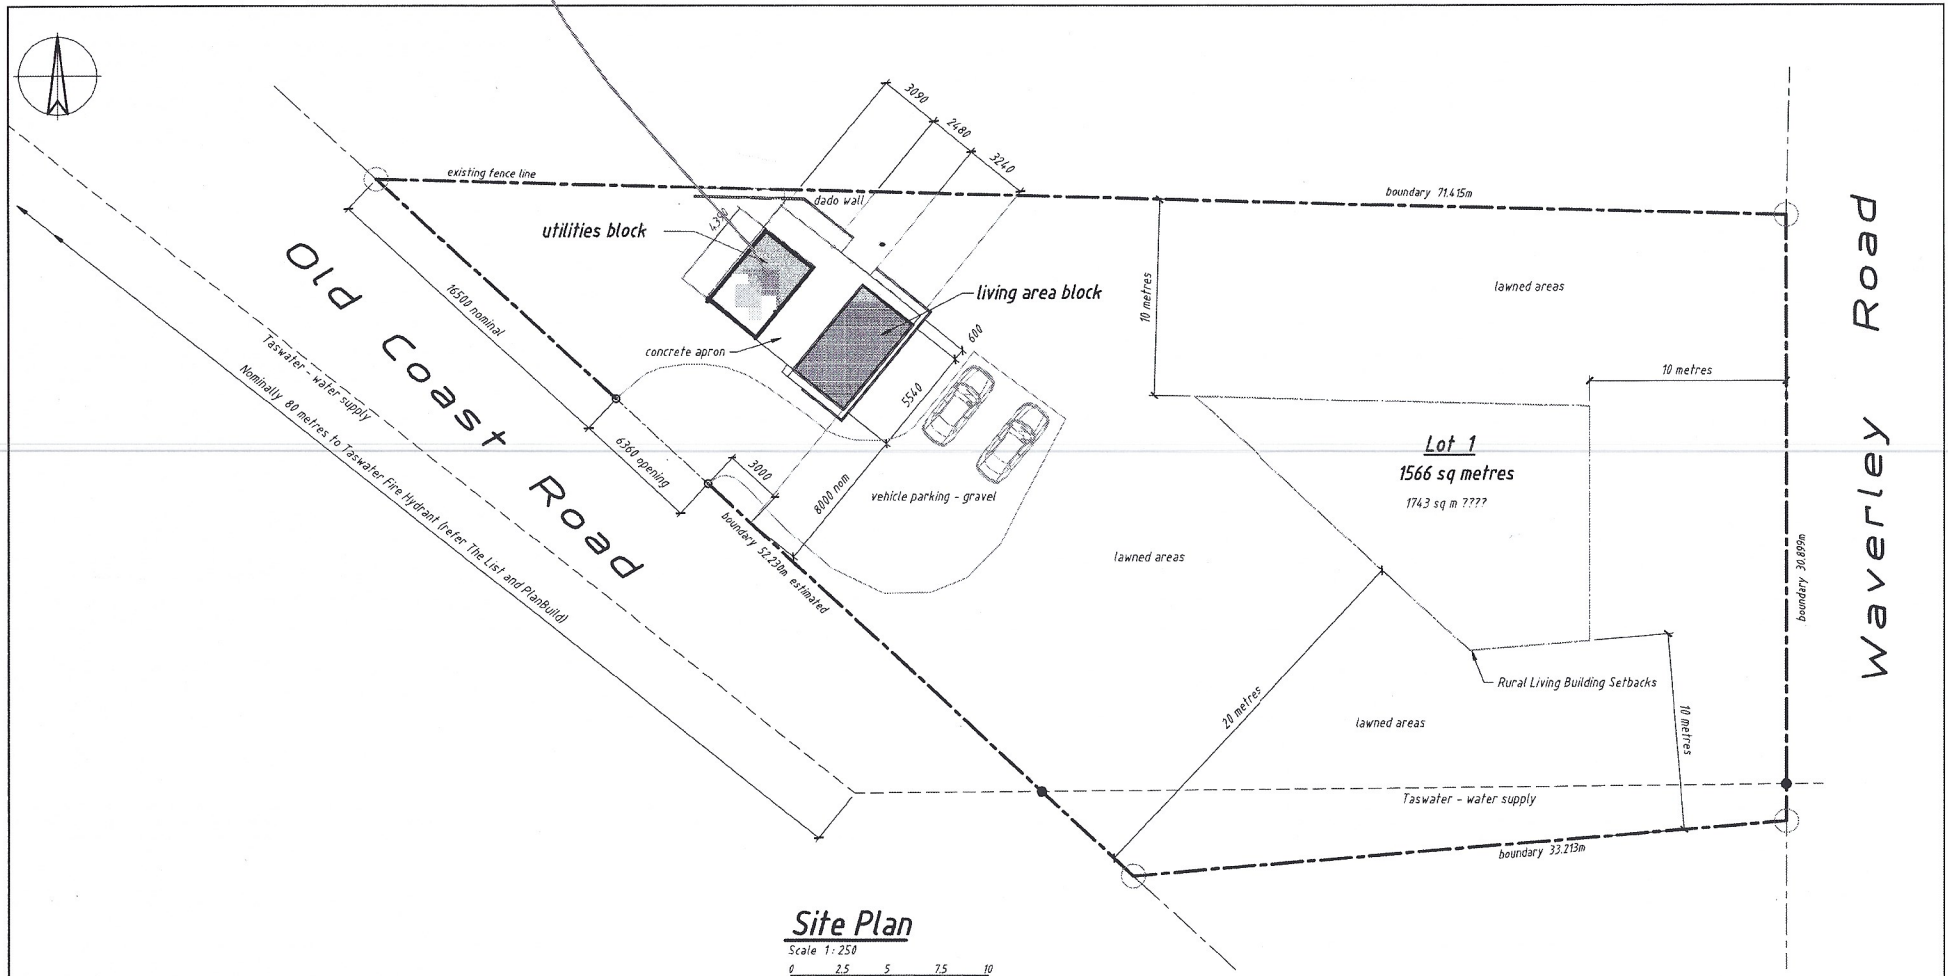 3090
2480
3240
existing fence line
boundary 71.415m
dado wall
utilities block
living area block
lawned areas
10 metres
16500 nominal
Old Coast Road
Waverley Road
concrete apron
600
5540
10 metres
Taswater - water supply
Nominally 80 metres to Taswater Fire Hydrant (refer The List and PlanBuild)
6360 opening
3000
8000 nom
vehicle parking - gravel
Lot 1
1566 sq metres
1743 sq m ????
boundary 52.230m estimated
lawned areas
boundary 30.899m
Rural Living Building Setbacks
20 metres
lawned areas
10 metres
Taswater - water supply
boundary 33.213m
Site Plan
Scale 1:250
0 2.5 5 7.5 10